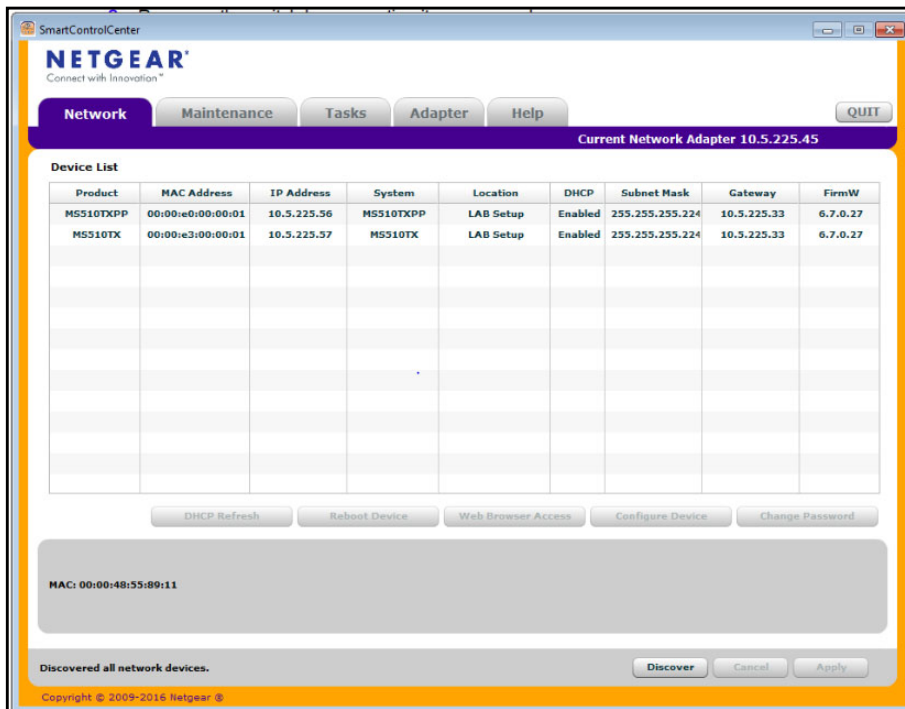 SmartControlCenter
NETGEAR®
Connect with Innovation™
Network Maintenance Tasks Adapter Help QUIT
Current Network Adapter 10.5.225.45
Device List
Product MAC Address IP Address System Location DHCP Subnet Mask Gateway FirmW
MS510TXPP 00:00:e0:00:00:01 10.5.225.56 MS510TXPP LAB Setup Enabled 255.255.255.224 10.5.225.33 6.7.0.27
MS510TX 00:00:e3:00:00:01 10.5.225.57 MS510TX LAB Setup Enabled 255.255.255.224 10.5.225.33 6.7.0.27
DHCP Refresh Reboot Device Web Browser Access Configure Device Change Password
MAC: 00:00:48:55:89:11
Discovered all network devices. Discover Cancel Apply
Copyright © 2009-2016 Netgear ®